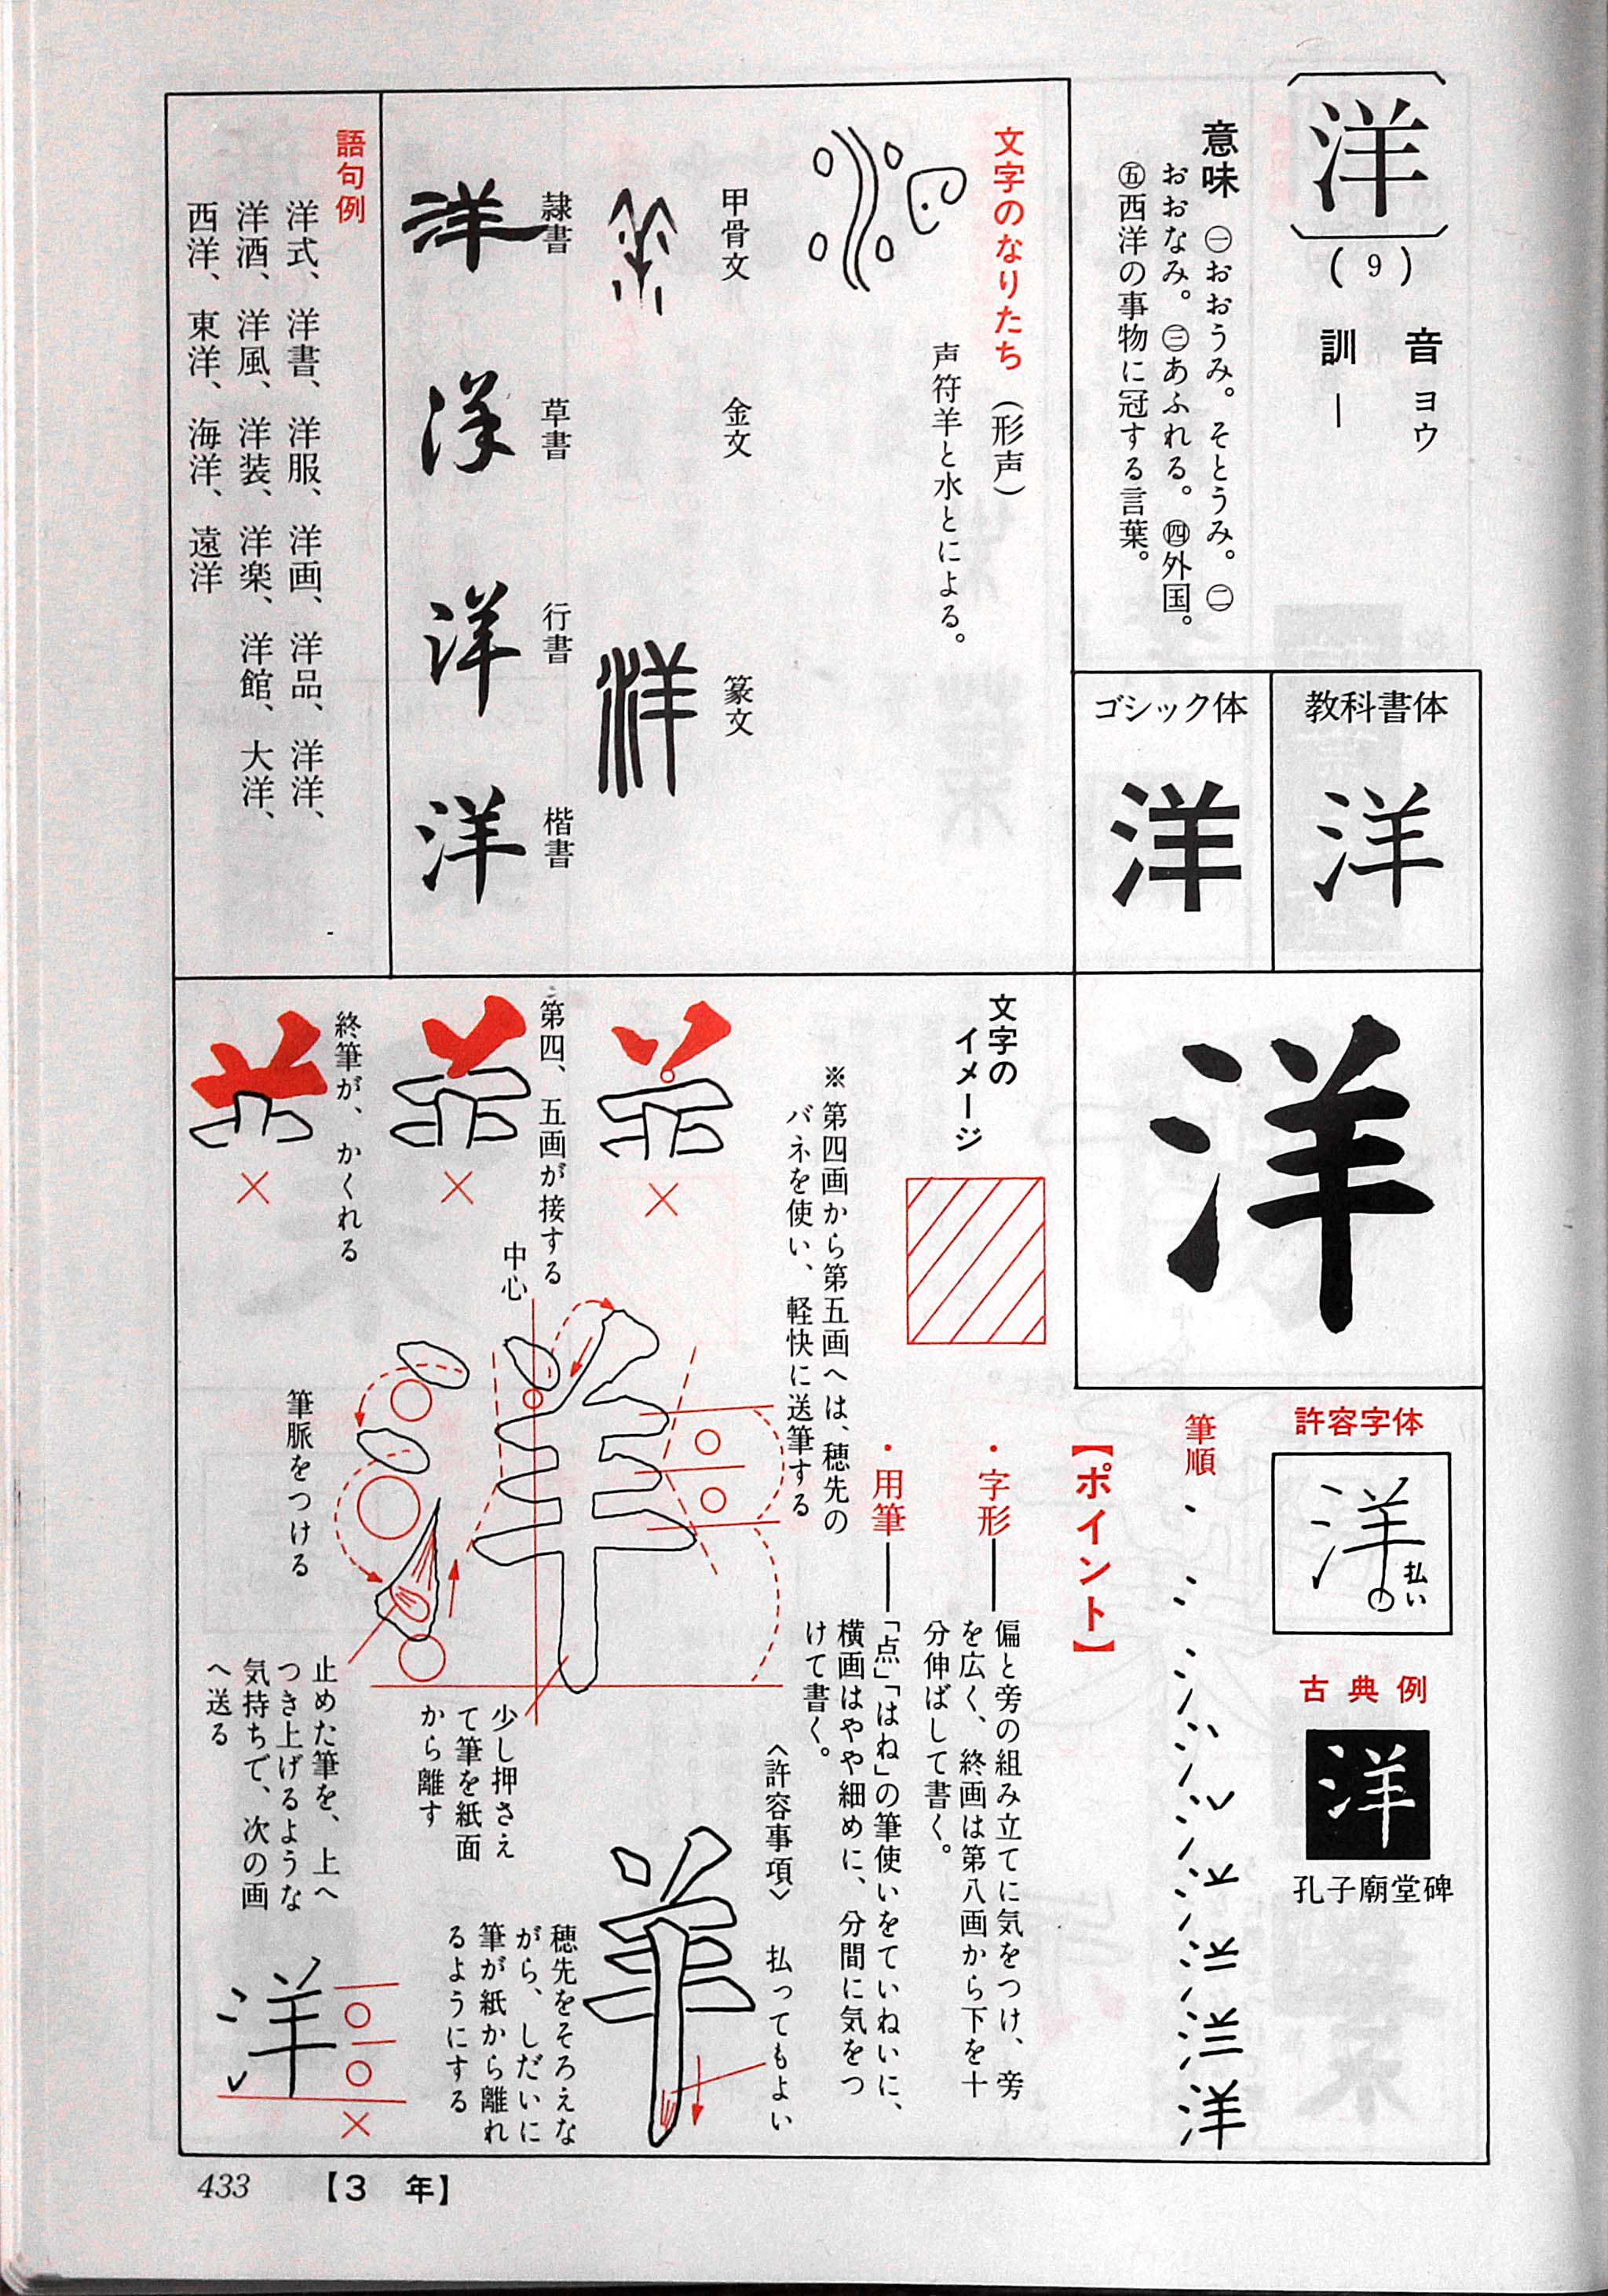 洋
（9）
音 ヨウ
訓 ―
意味 ㊀おおうみ。そとうみ。㊁
おおなみ。㊂あふれる。㊃外国。
㊄西洋の事物に冠する言葉。
教科書体
洋
ゴシック体
洋
文字のなりたち（形声）
声符羊と水とによる。
甲骨文
金文
篆文
洋
隷書
洋
草書
洋
行書
洋
楷書
洋
語句例
洋式、洋書、洋服、洋画、洋品、洋洋、
洋酒、洋風、洋装、洋楽、洋館、大洋、
西洋、東洋、海洋、遠洋
洋
許容字体
洋
払い
古典例
洋
孔子廟堂碑
筆順
洋
【ポイント】
・字形――偏と旁の組み立てに気をつけ、旁
を広く、終画は第八画から下を十
分伸ばして書く。
・用筆――「点」「はね」の筆使いをていねいに、
横画はやや細めに、分間に気をつ
けて書く。
文字の
イメージ
※第四画から第五画へは、穂先の
バネを使い、軽快に送筆する
第四、五画が接する
終筆が、かくれる
中心
筆脈をつける
止めた筆を、上へ
つき上げるような
気持ちで、次の画
へ送る
少し押さえ
て筆を紙面
から離す
〈許容事項〉 払ってもよい
羊
穂先をそろえな
がら、しだいに
筆が紙から離れ
るようにする
洋
433 【3 年】